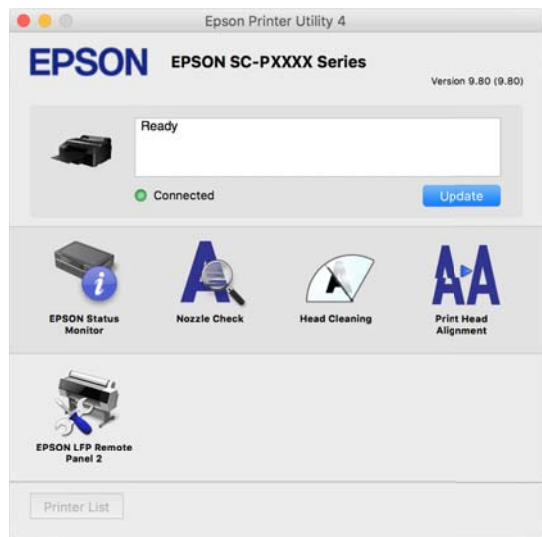 Epson Printer Utility 4
EPSON
EPSON SC-PXXXX Series
Version 9.80 (9.80)
Ready
Connected
Update
EPSON Status
Monitor
Nozzle Check
Head Cleaning
Print Head
Alignment
EPSON LFP Remote
Panel 2
Printer List